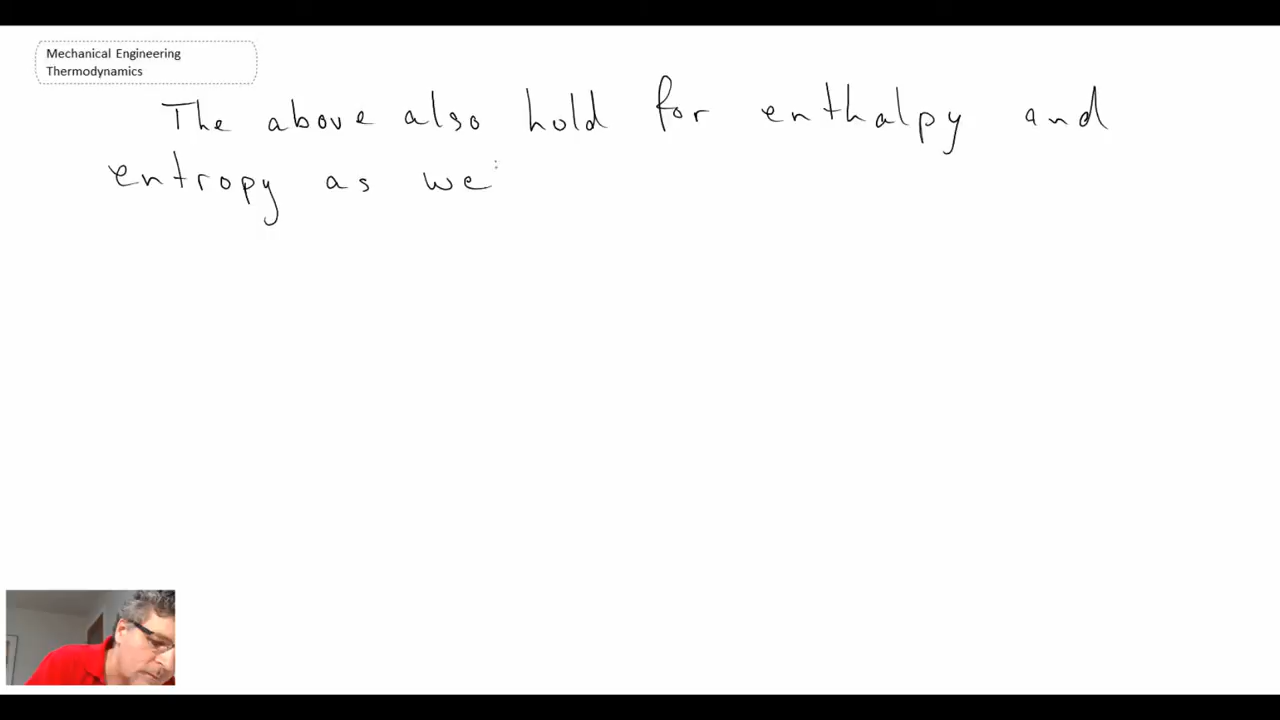 Mechanical Engineering
Thermodynamics
The above also hold for enthalpy and
entropy as we